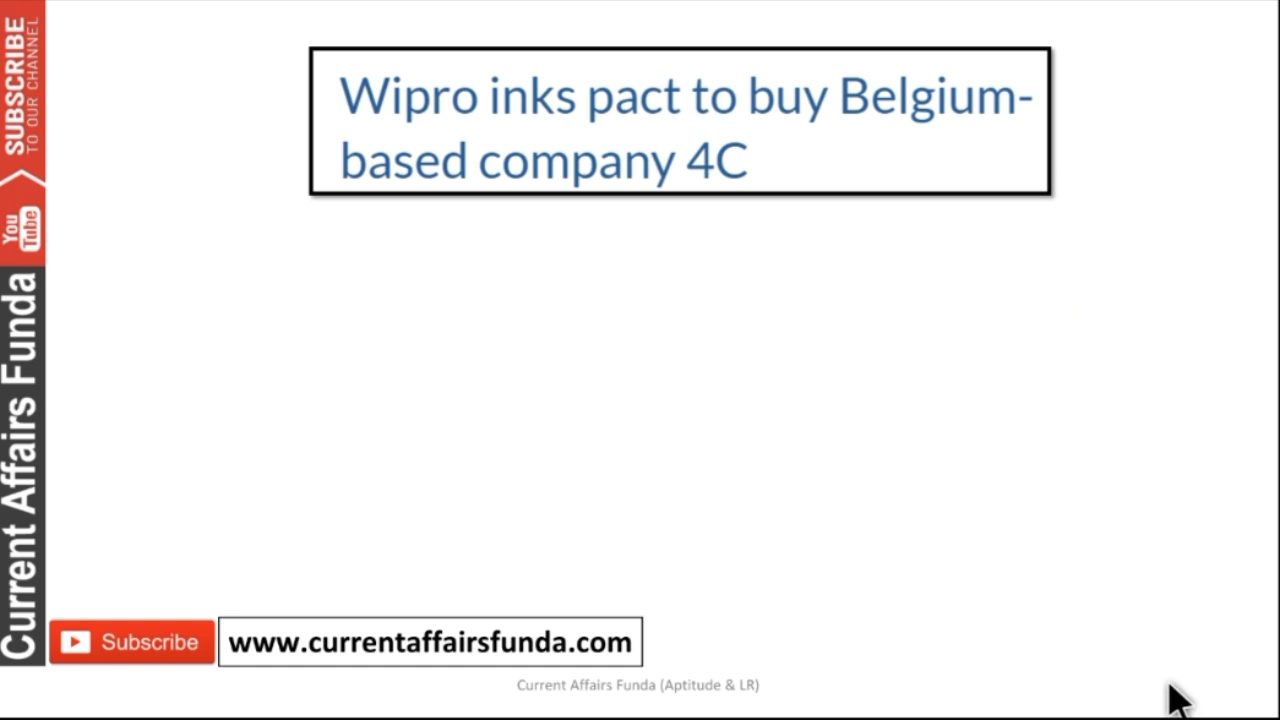 SUBSCRIBE
TO OUR CHANNEL
You
Tube
Current Affairs Funda
Wipro inks pact to buy Belgium-
based company 4C
Subscribe
www.currentaffairsfunda.com
Current Affairs Funda (Aptitude & LR)